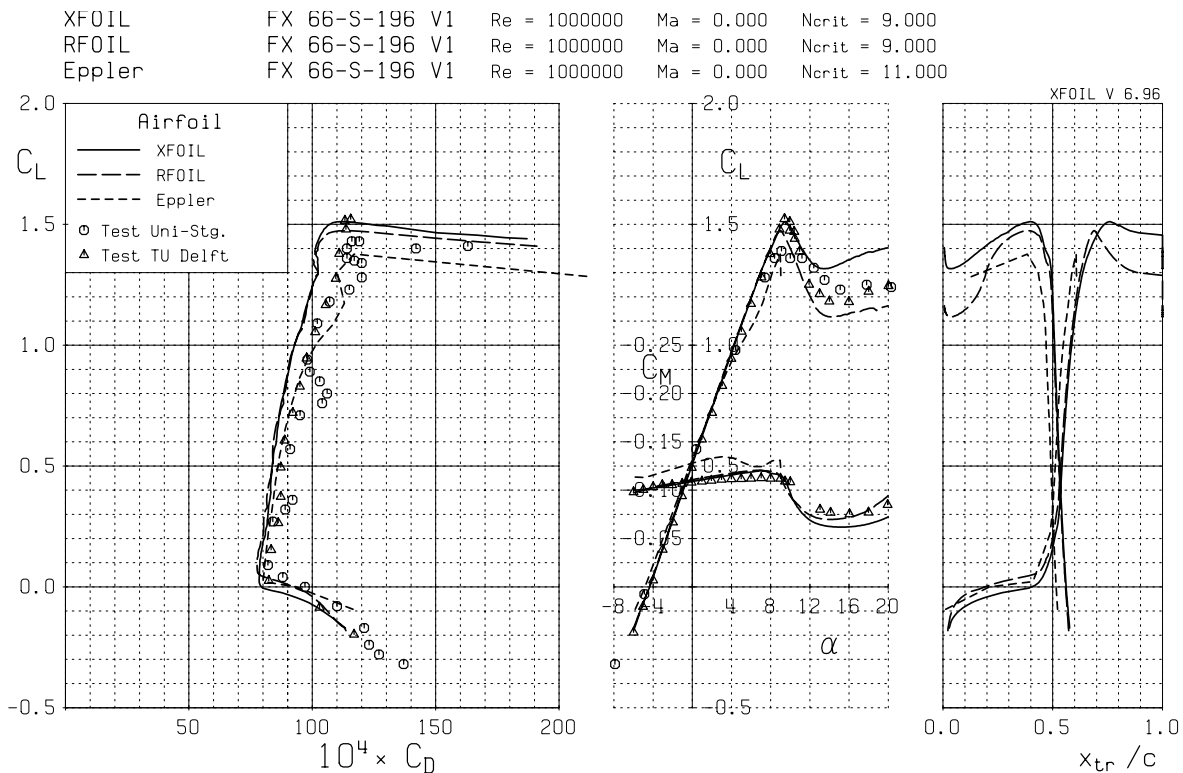 XFOIL FX 66-S-196 V1 Re = 1000000 Ma = 0.000 Ncrit = 9.000
RFOIL FX 66-S-196 V1 Re = 1000000 Ma = 0.000 Ncrit = 9.000
Eppler FX 66-S-196 V1 Re = 1000000 Ma = 0.000 Ncrit = 11.000
XFOIL V 6.96
Airfoil
XFOIL
RFOIL
Eppler
Test Uni-Stg.
Test TU Delft
C_L
2.0
1.5
1.0
0.5
0.0
-0.5
50 100 150 200
10^4 × C_D
2.0
C_L
1.5
-0.25 1.0
C_M
-0.20
-0.15
0.5
-0.10
-0.05
-8 -4 4 8 12 16 20
α
-0.5
0.0 0.5 1.0
x_tr /c